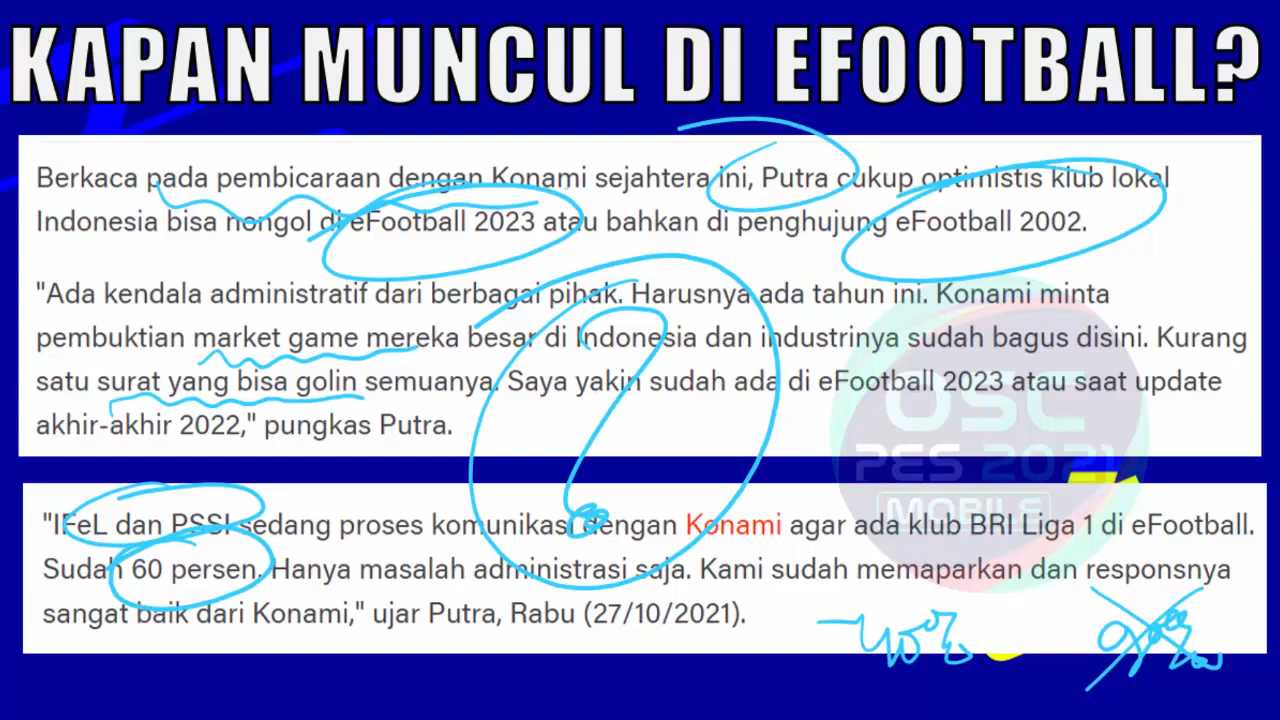 KAPAN MUNCUL DI EFOOTBALL?
Berkaca pada pembicaraan dengan Konami sejahtera ini, Putra cukup optimistis klub lokal
Indonesia bisa nongol di eFootball 2023 atau bahkan di penghujung eFootball 2002.
"Ada kendala administratif dari berbagai pihak. Harusnya ada tahun ini. Konami minta
pembuktian market game mereka besar di Indonesia dan industrinya sudah bagus disini. Kurang
satu surat yang bisa golin semuanya. Saya yakin sudah ada di eFootball 2023 atau saat update
akhir-akhir 2022," pungkas Putra.
OSC
PES 2021
MOBILE
"IFeL dan PSSI sedang proses komunikasi dengan Konami agar ada klub BRI Liga 1 di eFootball.
Sudah 60 persen. Hanya masalah administrasi saja. Kami sudah memaparkan dan responsnya
sangat baik dari Konami," ujar Putra, Rabu (27/10/2021).
40%